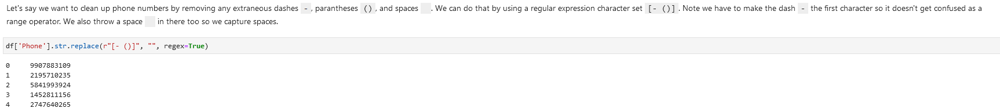 Let's say we want to clean up phone numbers by removing any extraneous dashes - , parantheses () , and spaces  . We can do that by using a regular expression character set [- ()] . Note we have to make the dash - the first character so it doesn't get confused as a
range operator. We also throw a space   in there too so we capture spaces.
df['Phone'].str.replace(r"[- ()]", "", regex=True)
0     9907883109
1     2195710235
2     5841993924
3     1452811156
4     2747640265